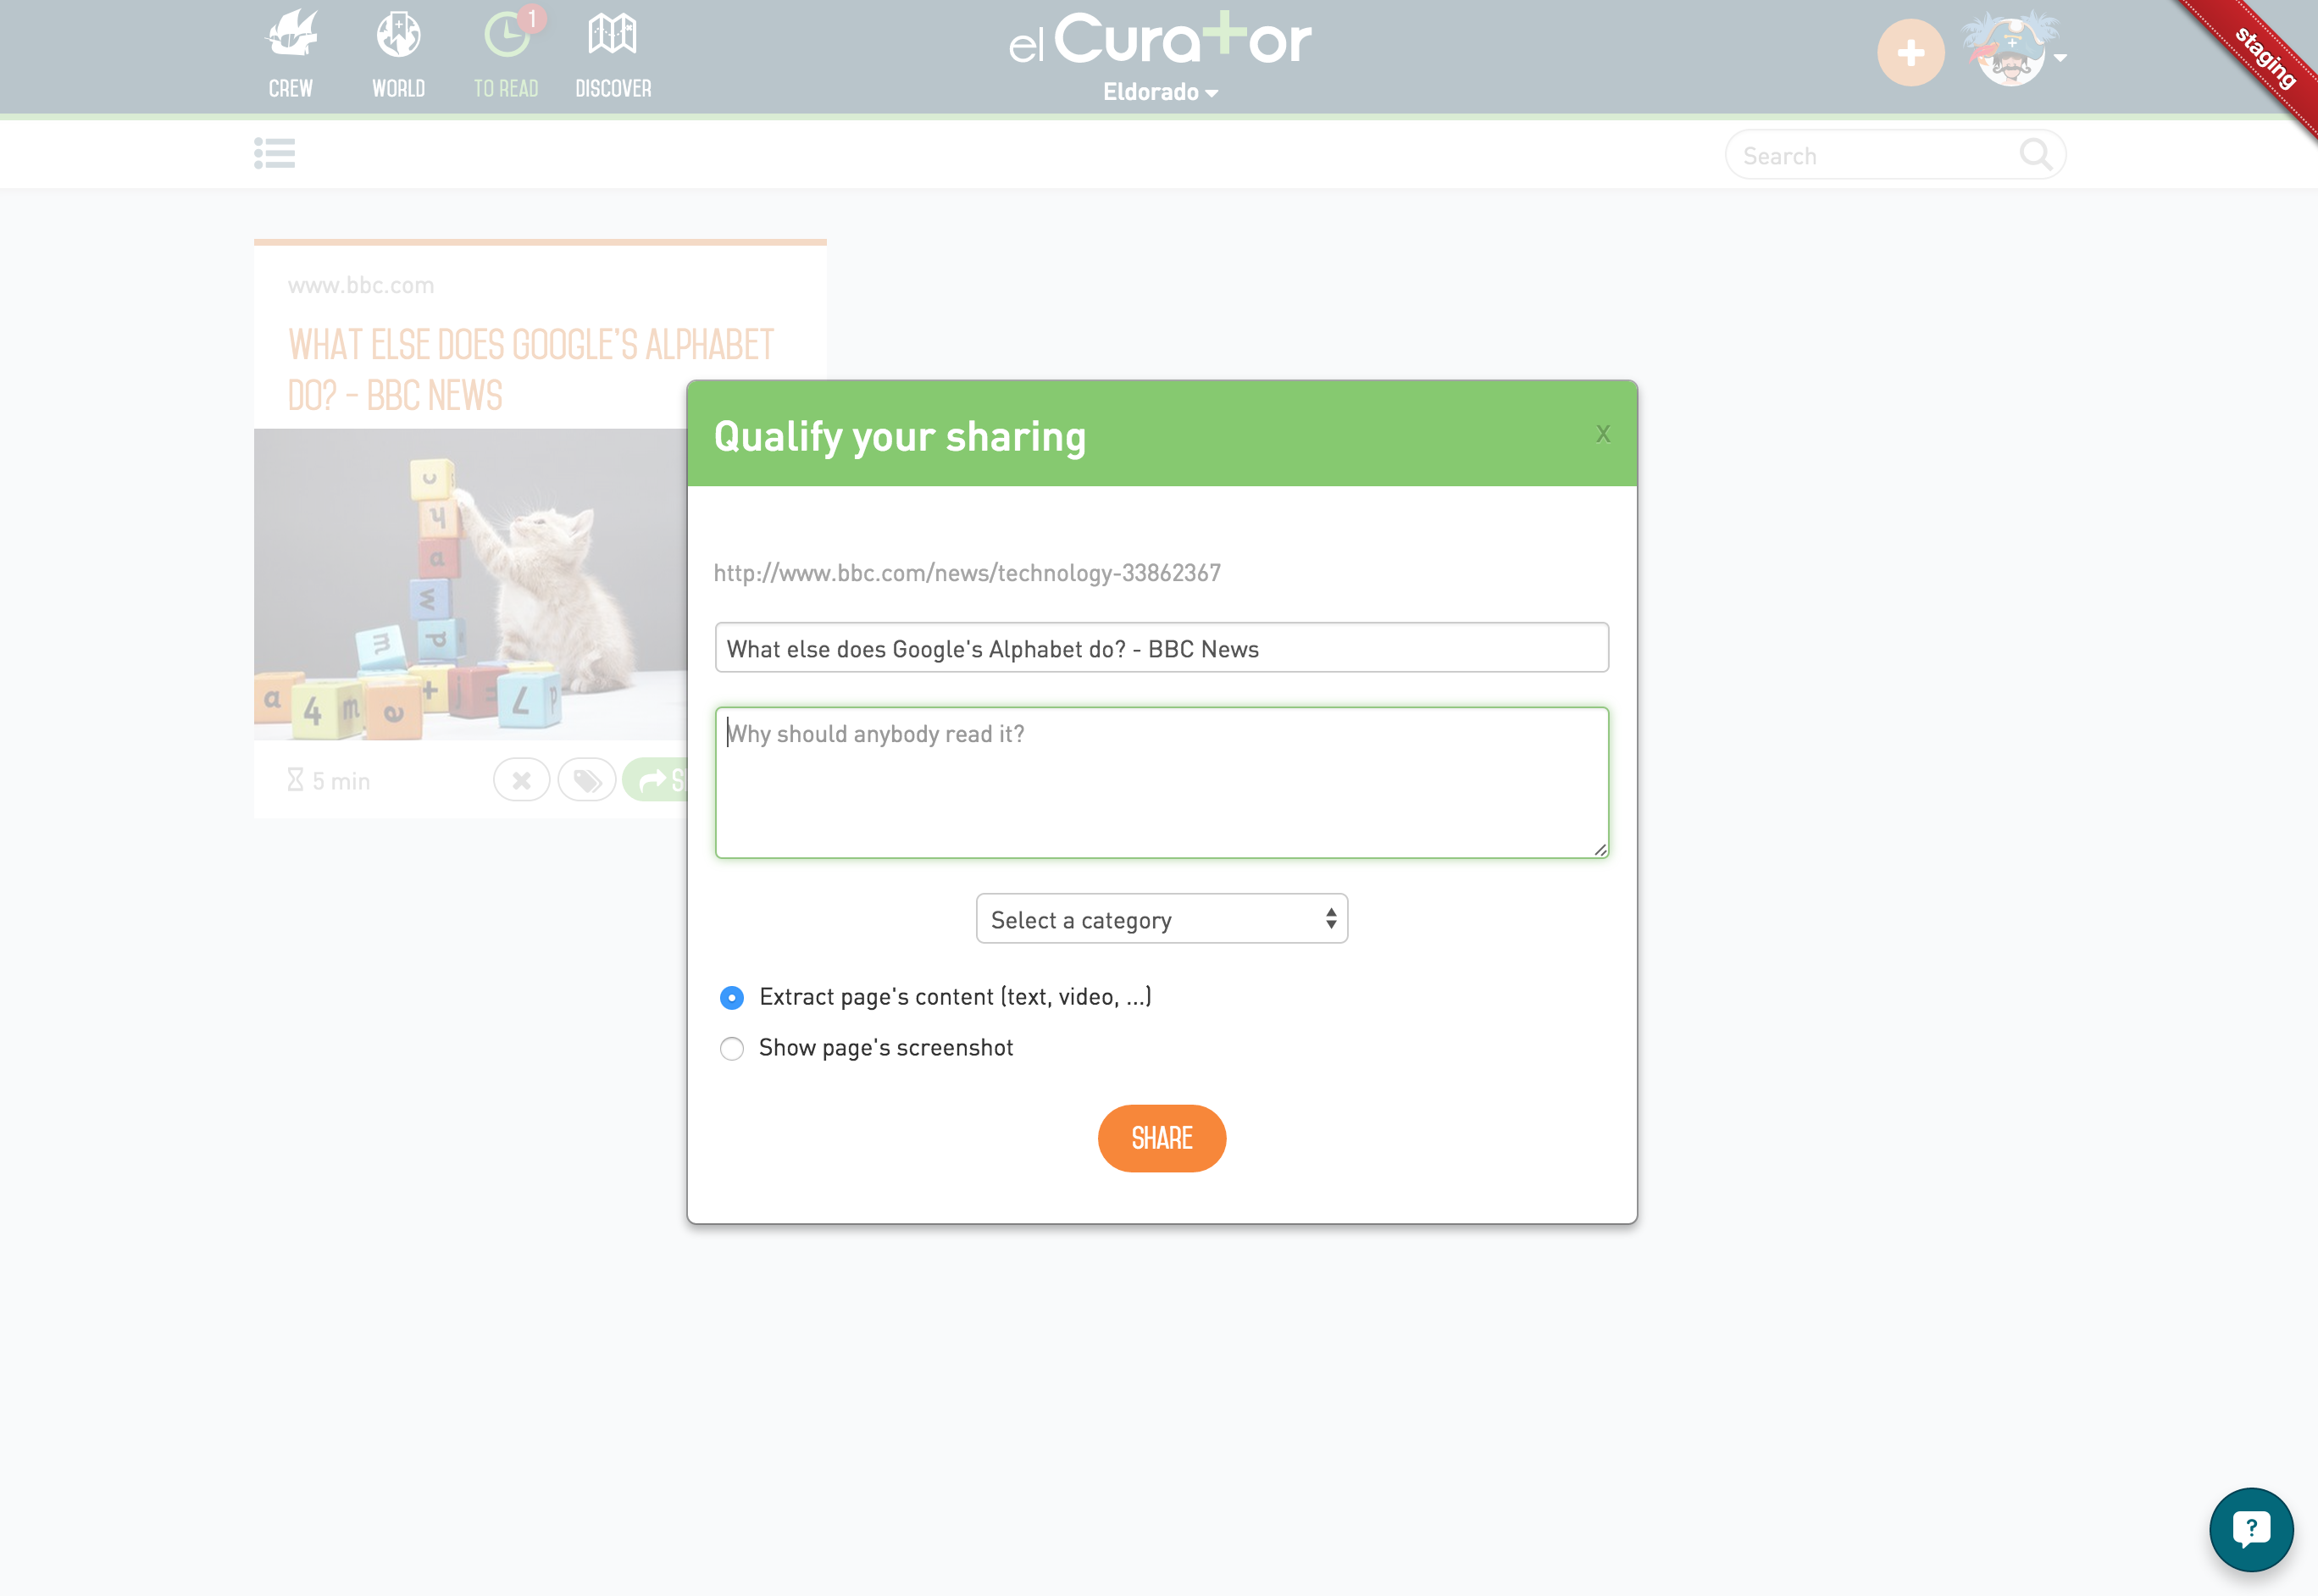 CREW
WORLD
1
TO READ
DISCOVER
el Curator
Eldorado
staging
Search
www.bbc.com
WHAT ELSE DOES GOOGLE'S ALPHABET
DO? - BBC NEWS
5 min
Qualify your sharing
X
http://www.bbc.com/news/technology-33862367
What else does Google's Alphabet do? - BBC News
Why should anybody read it?
Select a category
Extract page's content (text, video, ...)
Show page's screenshot
SHARE
?